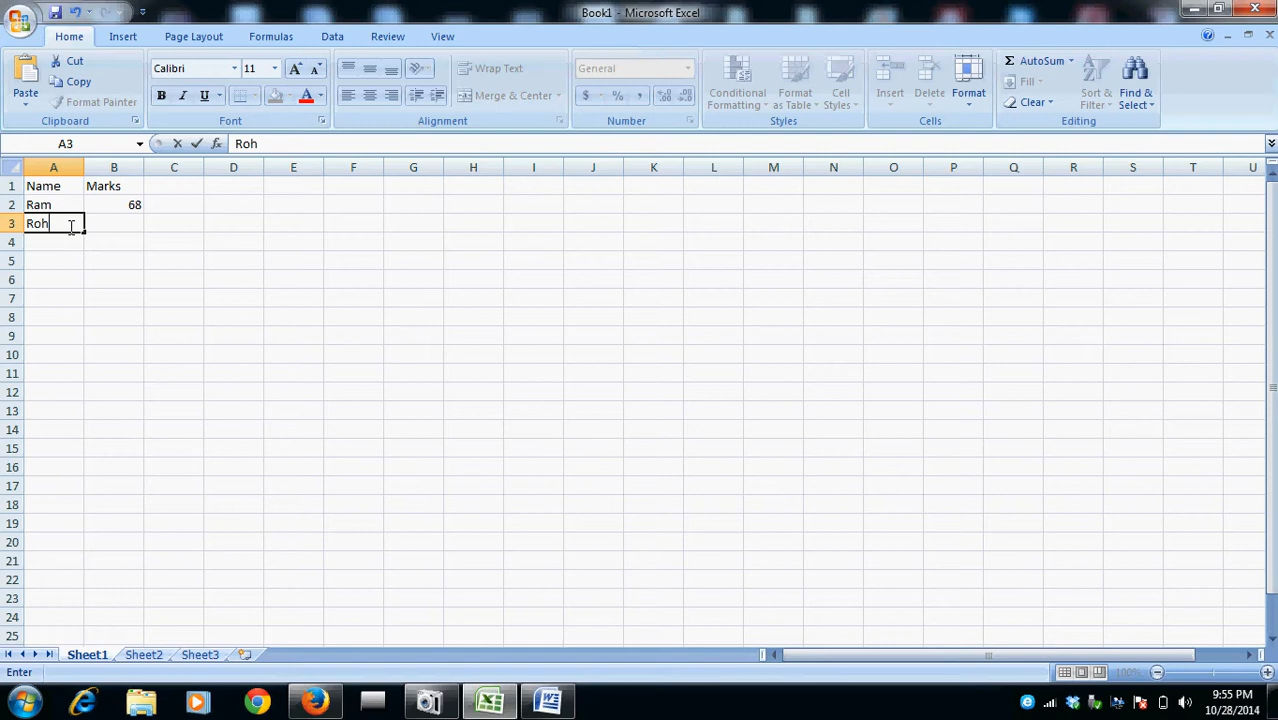 Book1 - Microsoft Excel
Home Insert Page Layout Formulas Data Review View
Paste Cut Copy Format Painter Clipboard
Calibri 11 A A B I U A Font
Wrap Text Merge & Center Alignment
General $ % , Number
Conditional Formatting Format as Table Cell Styles Styles
Insert Delete Format Cells
Σ AutoSum Fill Clear Sort & Filter Find & Select Editing
A3 fx Roh
A B C D E F G H I J K L M N O P Q R S T U
1 Name Marks
2 Ram 68
3 Roh
4
5
6
7
8
9
10
11
12
13
14
15
16
17
18
19
20
21
22
23
24
25
Sheet1 Sheet2 Sheet3
Enter 100%
9:55 PM
10/28/2014